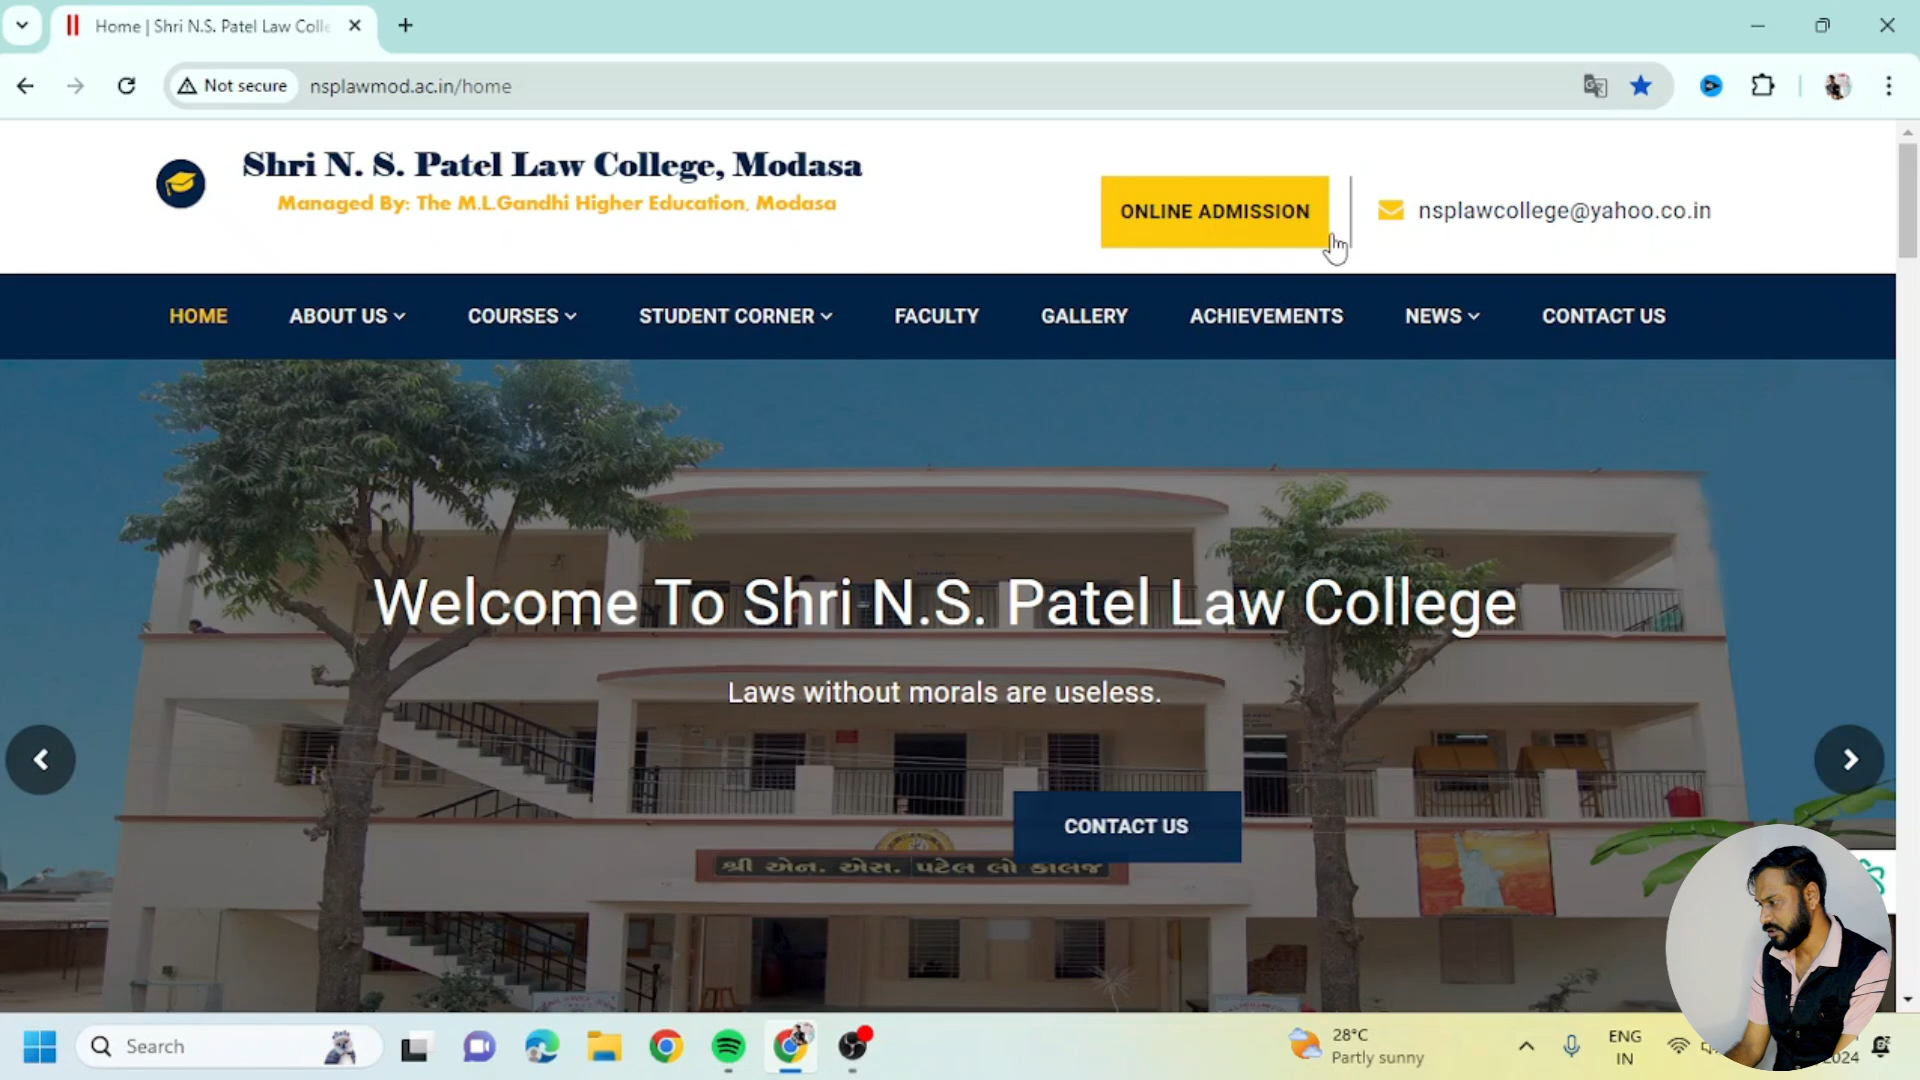 Home | Shri N.S. Patel Law Colle
Not secure
nsplawmod.ac.in/home
Shri N. S. Patel Law College, Modasa
Managed By: The M.L.Gandhi Higher Education, Modasa
ONLINE ADMISSION
nsplawcollege@yahoo.co.in
HOME
ABOUT US
COURSES
STUDENT CORNER
FACULTY
GALLERY
ACHIEVEMENTS
NEWS
CONTACT US
Welcome To Shri N.S. Patel Law College
Laws without morals are useless.
CONTACT US
શ્રી એન. એસ. પટેલ લો કોલેજ
Search
28°C
Partly sunny
ENG
IN
2024